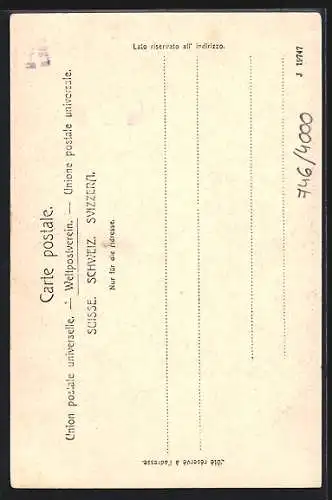 Carte postale.
Union postale universelle. — Weltpostverein. — Unione postale universale.
SUISSE. SCHWEIZ. SVIZZERA.
Nur für die Adresse.
Lato riservato all' indirizzo.
Côté réservé à l'adresse.
J 19747
746/4000